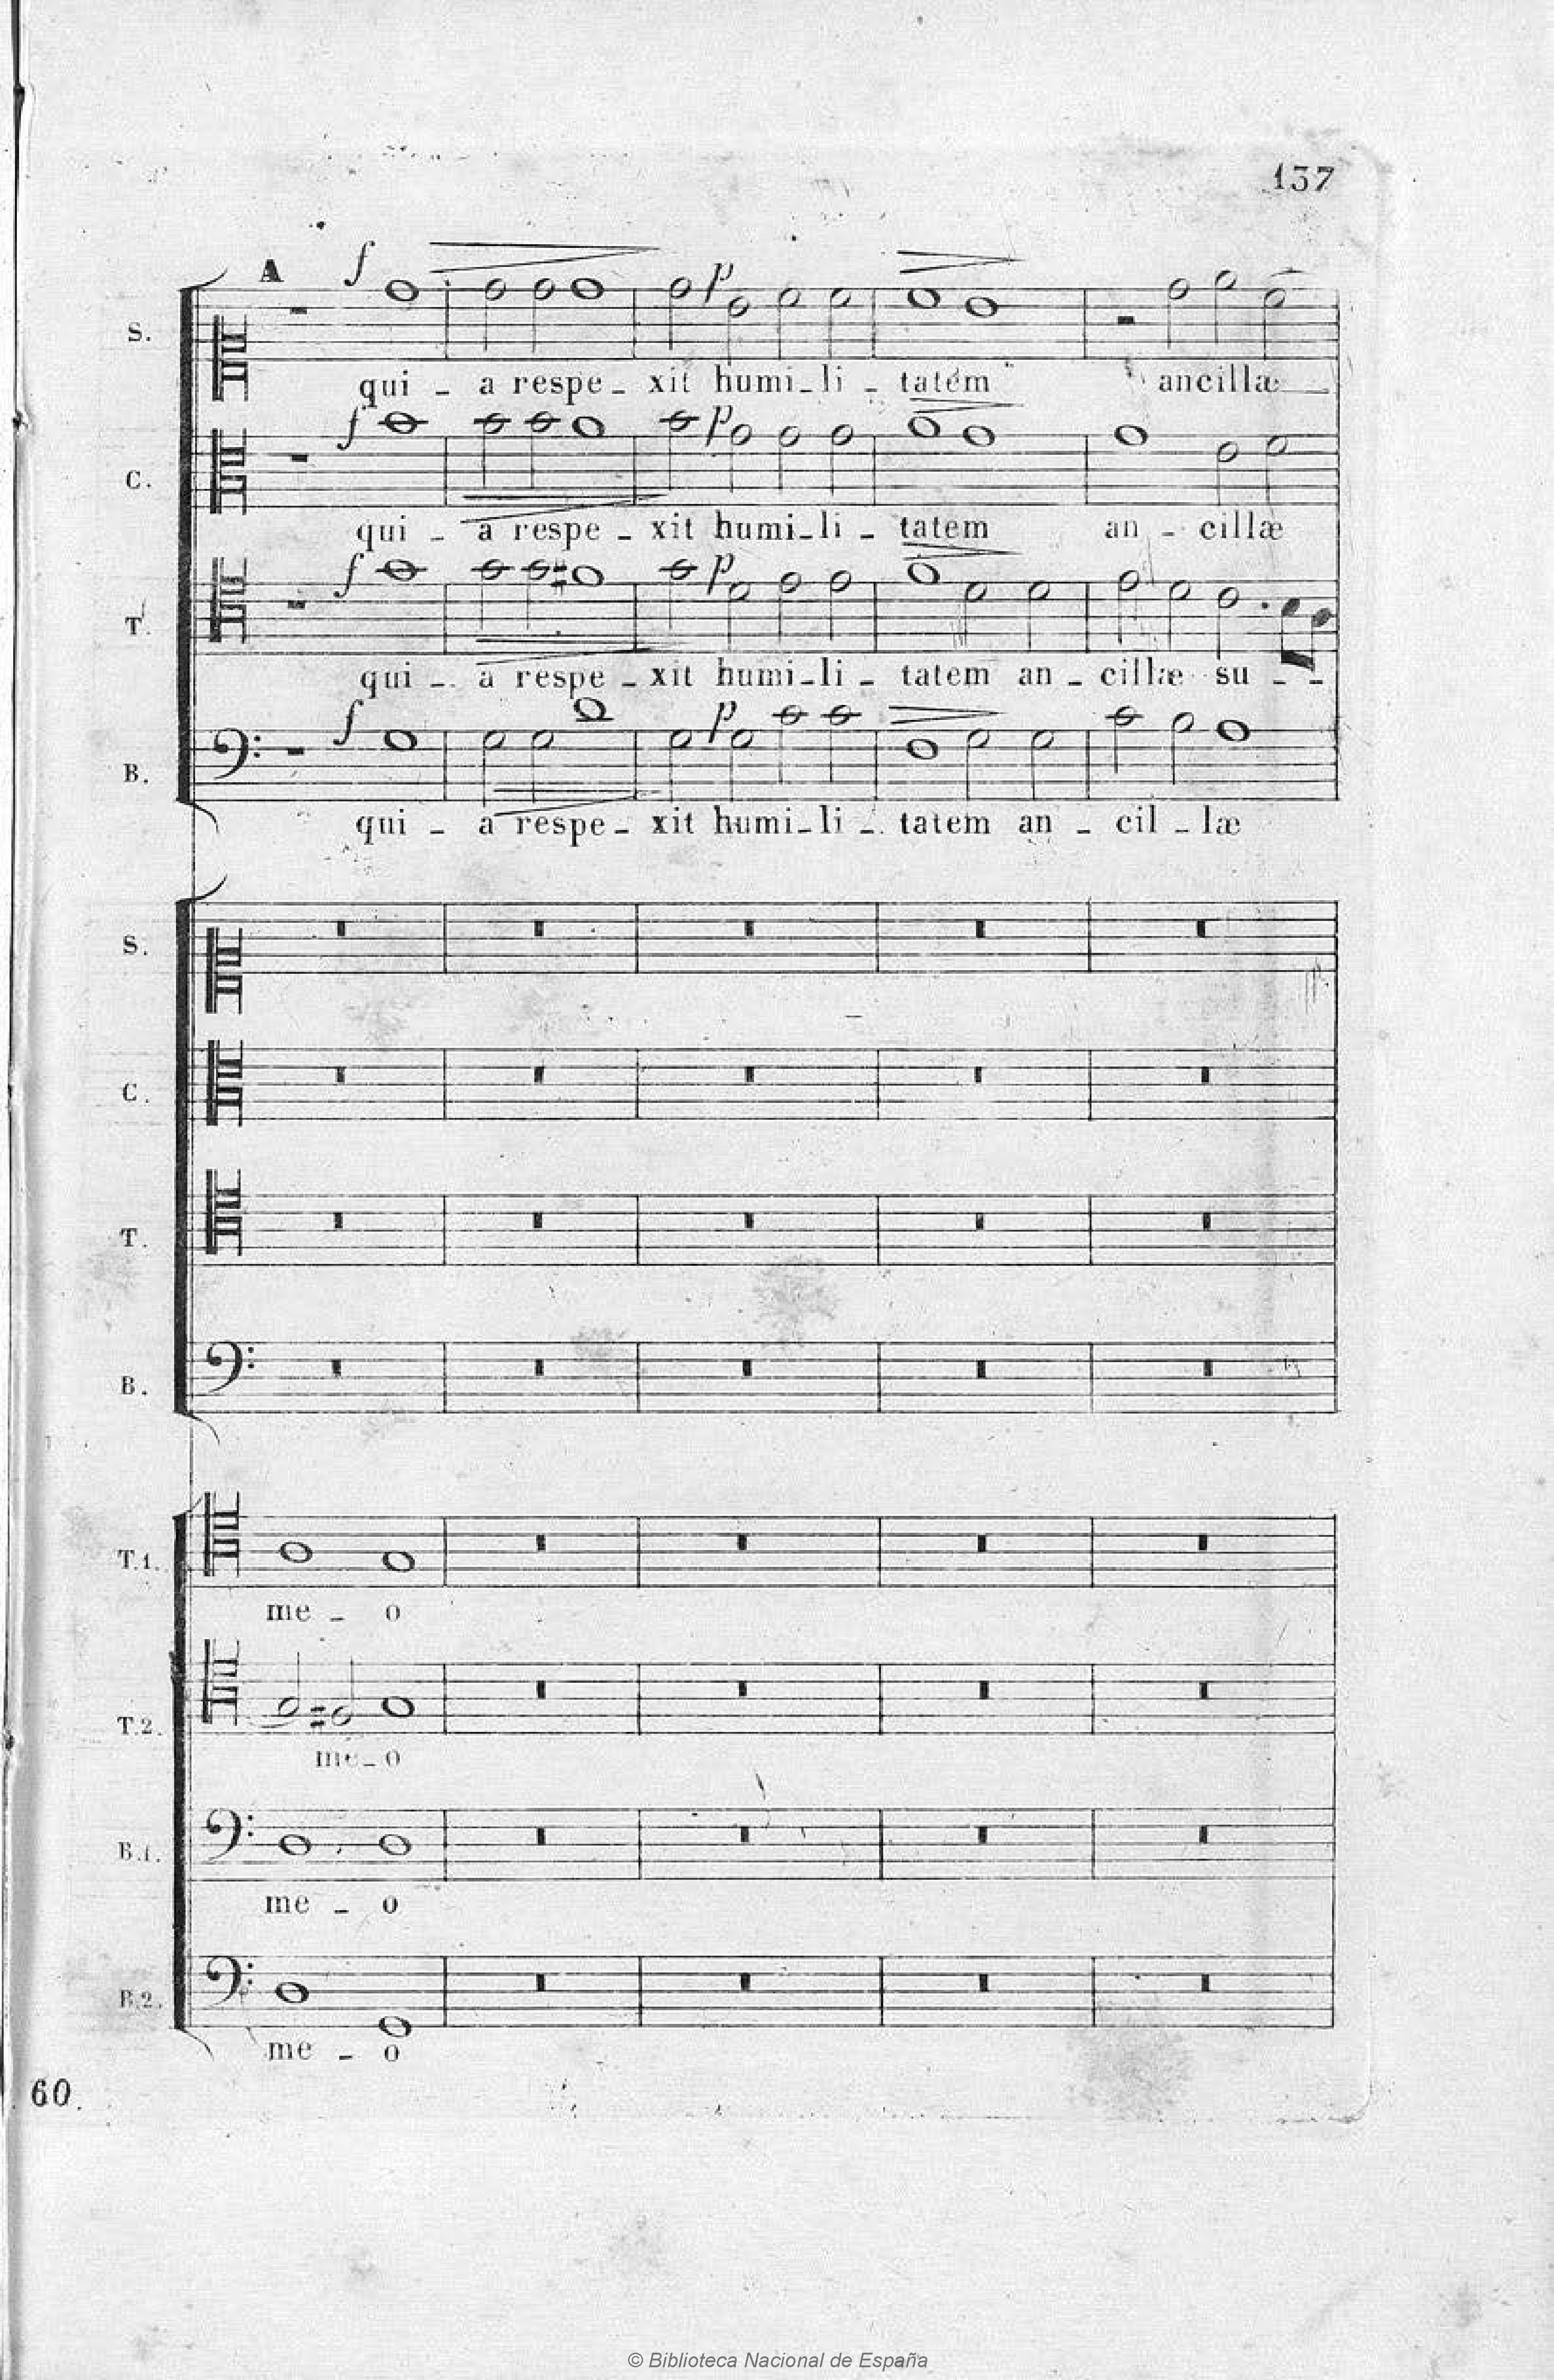 137
A
f p
S.
qui - a respe - xit humi - li - tatem ancillæ
f p
C.
qui - a respe - xit humi - li - tatem an - cillæ
f p
T.
qui - a respe - xit humi - li - tatem an - cillæ su - -
f p
B.
qui - a respe - xit humi - li - tatem an - cil - læ
S.
C.
T.
B.
T.1.
me - o
T.2.
me - o
B.1.
me - o
B.2.
me - o
60.
© Biblioteca Nacional de España